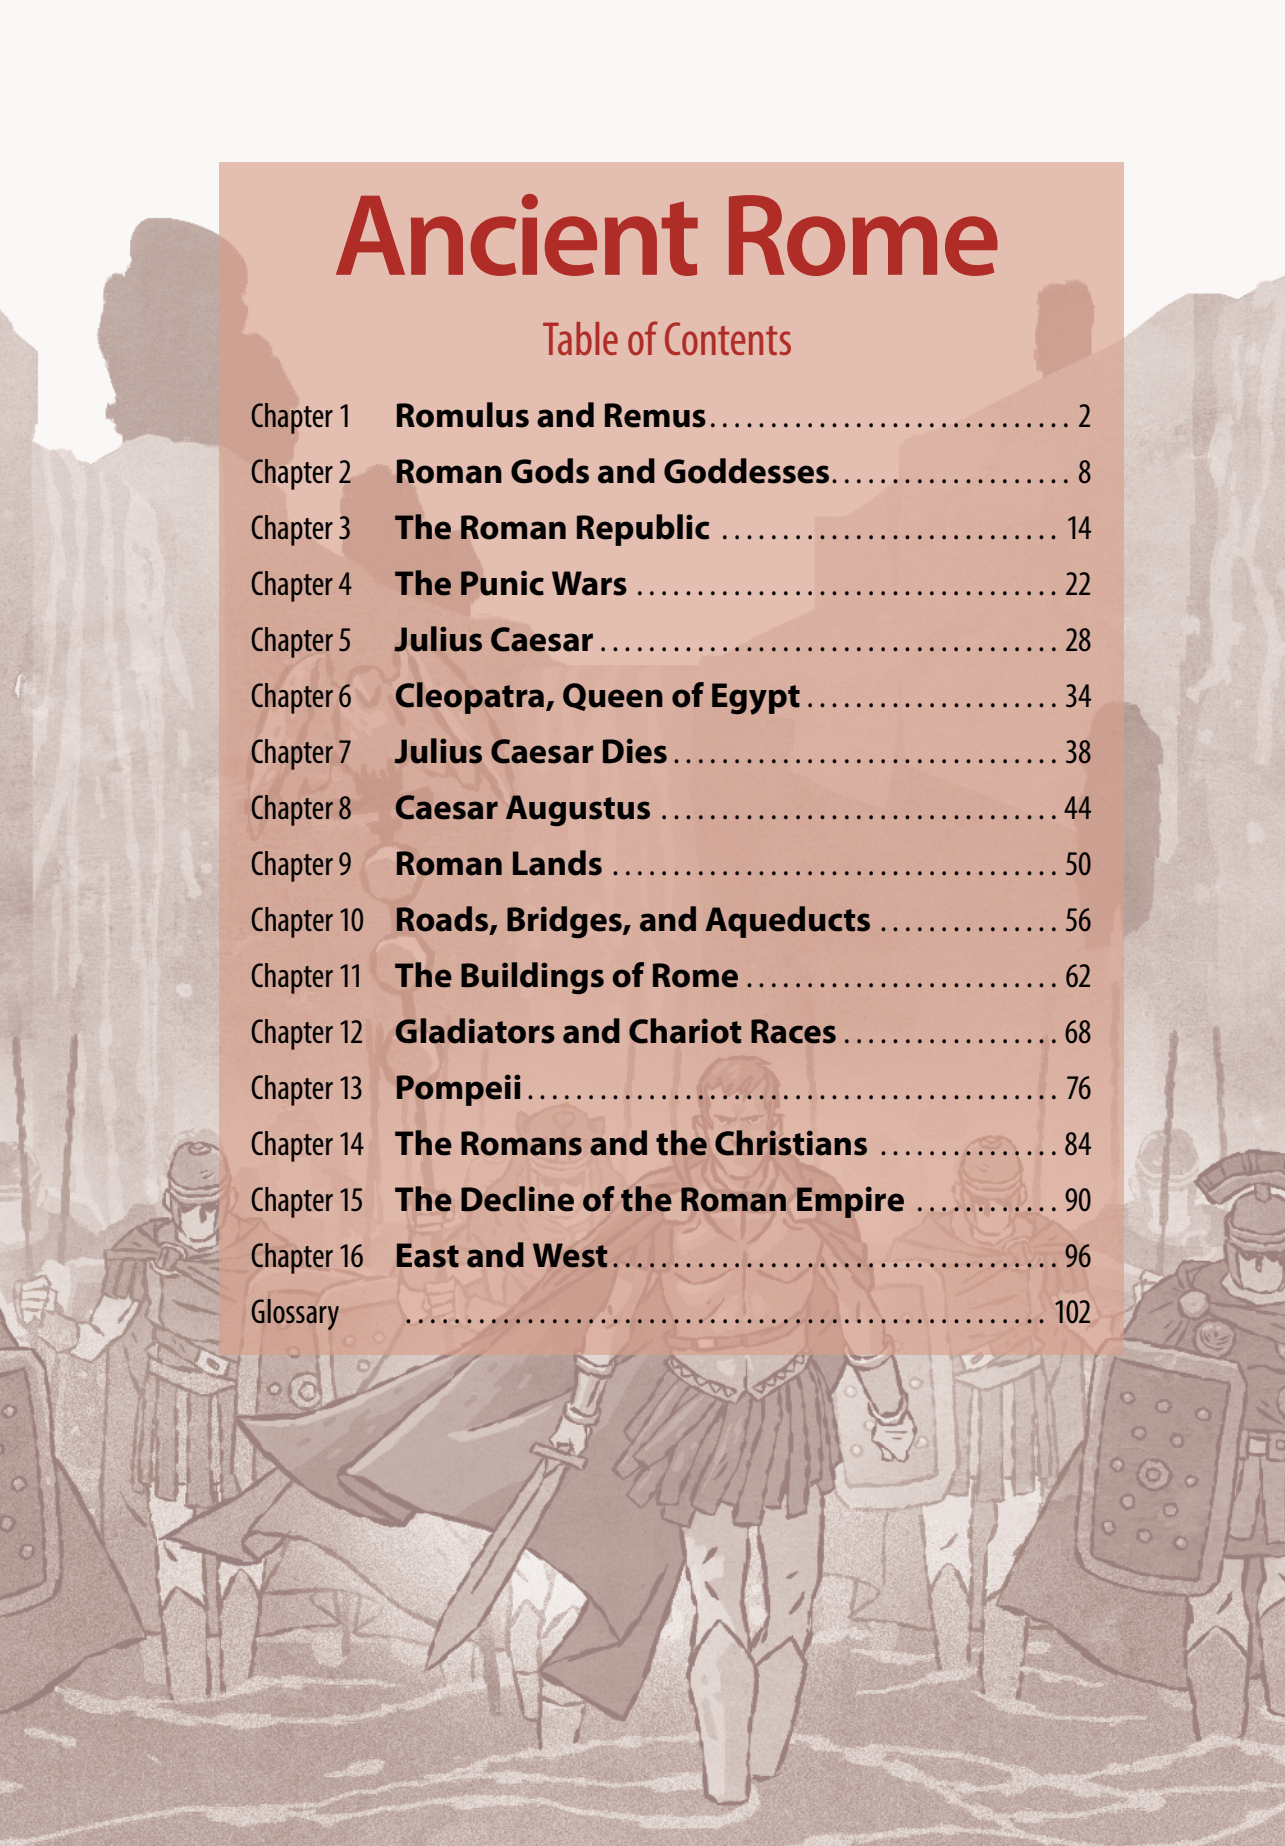 Ancient Rome
Table of Contents
Chapter 1 Romulus and Remus. . . . . . . . . . . . . . . . . . . . . . . . . . . . . . 2
Chapter 2 Roman Gods and Goddesses. . . . . . . . . . . . . . . . . . . . 8
Chapter 3 The Roman Republic . . . . . . . . . . . . . . . . . . . . . . . . . . . . 14
Chapter 4 The Punic Wars . . . . . . . . . . . . . . . . . . . . . . . . . . . . . . . . . . . 22
Chapter 5 Julius Caesar . . . . . . . . . . . . . . . . . . . . . . . . . . . . . . . . . . . . . . 28
Chapter 6 Cleopatra, Queen of Egypt . . . . . . . . . . . . . . . . . . . . . 34
Chapter 7 Julius Caesar Dies . . . . . . . . . . . . . . . . . . . . . . . . . . . . . . . . 38
Chapter 8 Caesar Augustus . . . . . . . . . . . . . . . . . . . . . . . . . . . . . . . . . 44
Chapter 9 Roman Lands . . . . . . . . . . . . . . . . . . . . . . . . . . . . . . . . . . . . . 50
Chapter 10 Roads, Bridges, and Aqueducts . . . . . . . . . . . . . . . 56
Chapter 11 The Buildings of Rome . . . . . . . . . . . . . . . . . . . . . . . . . . 62
Chapter 12 Gladiators and Chariot Races . . . . . . . . . . . . . . . . . . 68
Chapter 13 Pompeii . . . . . . . . . . . . . . . . . . . . . . . . . . . . . . . . . . . . . . . . . . . . 76
Chapter 14 The Romans and the Christians . . . . . . . . . . . . . . . 84
Chapter 15 The Decline of the Roman Empire . . . . . . . . . . . . 90
Chapter 16 East and West . . . . . . . . . . . . . . . . . . . . . . . . . . . . . . . . . . . . . 96
Glossary . . . . . . . . . . . . . . . . . . . . . . . . . . . . . . . . . . . . . . . . . . . . . . . . . . . . . 102